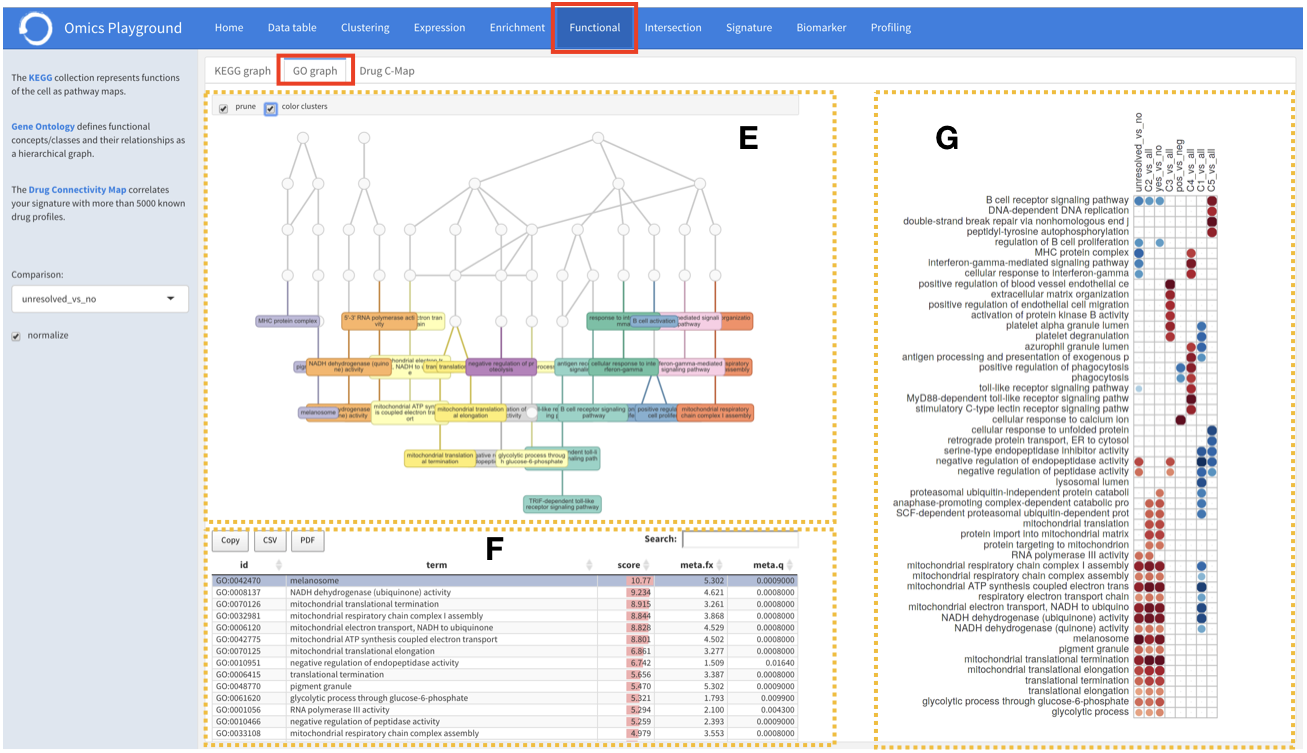 Omics Playground
Home
Data table
Clustering
Expression
Enrichment
Functional
Intersection
Signature
Biomarker
Profiling
The KEGG collection represents functions
of the cell as pathway maps.
Gene Ontology defines functional
concepts/classes and their relationships as
a hierarchical graph.
The Drug Connectivity Map correlates
your signature with more than 5000 known
drug profiles.
Comparison:
unresolved_vs_no
normalize
KEGG graph
GO graph
Drug C-Map
prune
color clusters
E
MHC protein complex
5'-3' RNA polymerase acti
vity
B cell activation
NADH dehydrogenase (quino
ne) activity
negative regulation of p
cellular response to inte
rferon-gamma
melanosome
mitochondrial ATP syn
is coupled electron tra
ort
mitochondrial translation
al elongation
B cell receptor signaling
pathway
mitochondrial respiratory
chain complex I assembly
mitochondrial translation
al termination
glycolytic process throug
h glucose-6-phosphate
TRIF-dependent toll-like
receptor signaling pathway
F
Copy
CSV
PDF
Search:
id term score meta.fx meta.q
GO:0042470 melanosome 10.77 5.302 0.0009000
GO:0008137 NADH dehydrogenase (ubiquinone) activity 9.234 4.621 0.0008000
GO:0070126 mitochondrial translational termination 8.915 3.261 0.0008000
GO:0032981 mitochondrial respiratory chain complex I assembly 8.844 3.868 0.0008000
GO:0006120 mitochondrial electron transport, NADH to ubiquinone 8.828 4.529 0.0008000
GO:0042775 mitochondrial ATP synthesis coupled electron transport 8.801 4.502 0.0008000
GO:0070125 mitochondrial translational elongation 6.861 3.277 0.0008000
GO:0010951 negative regulation of endopeptidase activity 6.742 1.509 0.01640
GO:0006415 translational termination 5.656 3.387 0.0008000
GO:0048770 pigment granule 5.470 5.302 0.0009000
GO:0061620 glycolytic process through glucose-6-phosphate 5.321 1.793 0.009900
GO:0001056 RNA polymerase III activity 5.294 2.100 0.004300
GO:0010466 negative regulation of peptidase activity 5.259 2.393 0.0009000
GO:0033108 mitochondrial respiratory chain complex assembly 4.979 3.553 0.0008000
G
unresolved_vs_no
C2_vs_all
yes_vs_no
C3_vs_all
pos_vs_neg
C4_vs_all
C1_vs_all
C5_vs_all
B cell receptor signaling pathway
DNA-dependent DNA replication
double-strand break repair via nonhomologous end j
peptidyl-tyrosine autophosphorylation
regulation of B cell proliferation
MHC protein complex
interferon-gamma-mediated signaling pathway
cellular response to interferon-gamma
positive regulation of blood vessel endothelial ce
extracellular matrix organization
positive regulation of endothelial cell migration
activation of protein kinase B activity
platelet alpha granule lumen
platelet degranulation
azurophil granule lumen
antigen processing and presentation of exogenous p
positive regulation of phagocytosis
phagocytosis
toll-like receptor signaling pathway
MyD88-dependent toll-like receptor signaling pathw
stimulatory C-type lectin receptor signaling pathw
cellular response to calcium ion
cellular response to unfolded protein
retrograde protein transport, ER to cytosol
serine-type endopeptidase inhibitor activity
negative regulation of endopeptidase activity
negative regulation of peptidase activity
lysosomal lumen
proteasomal ubiquitin-independent protein cataboli
anaphase-promoting complex-dependent catabolic pro
SCF-dependent proteasomal ubiquitin-dependent prot
mitochondrial translation
protein import into mitochondrial matrix
protein targeting to mitochondrion
RNA polymerase III activity
mitochondrial respiratory chain complex I assembly
mitochondrial respiratory chain complex assembly
mitochondrial ATP synthesis coupled electron trans
respiratory electron transport chain
mitochondrial electron transport, NADH to ubiquino
NADH dehydrogenase (ubiquinone) activity
NADH dehydrogenase (quinone) activity
melanosome
pigment granule
mitochondrial translational termination
mitochondrial translational elongation
translational termination
translational elongation
glycolytic process through glucose-6-phosphate
glycolytic process